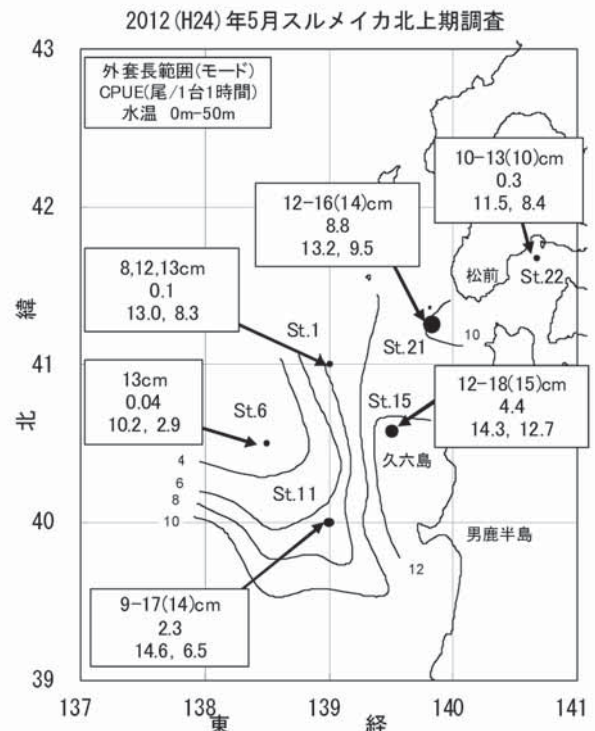 2012(H24)年5月スルメイカ北上期調査
43
外套長範囲(モード)
CPUE(尾/1台1時間)
水温 0m-50m
10-13(10)cm
0.3
11.5, 8.4
42
12-16(14)cm
8.8
13.2, 9.5
松前
St.22
8,12,13cm
0.1
13.0, 8.3
緯
St.1
St.21
10
41
13cm
0.04
10.2, 2.9
St.6
St.15
12-18(15)cm
4.4
14.3, 12.7
北
久六島
4
6
8
10
St.11
40
男鹿半島
12
9-17(14)cm
2.3
14.6, 6.5
39
137
138
139
140
141
東
経